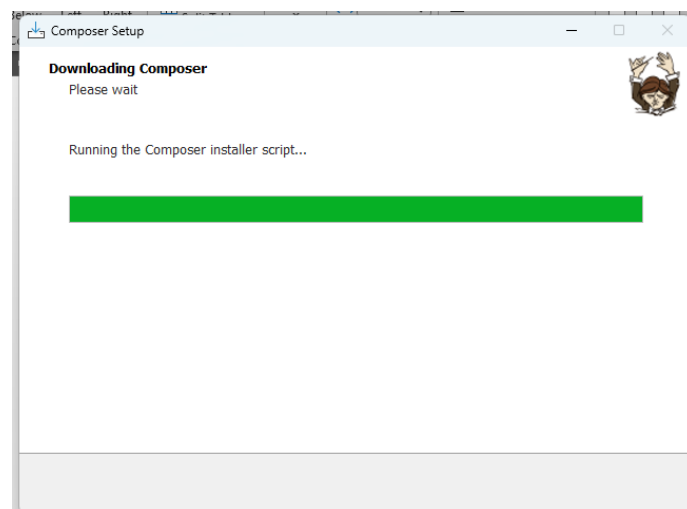 Composer Setup
Downloading Composer
Please wait
Running the Composer installer script...